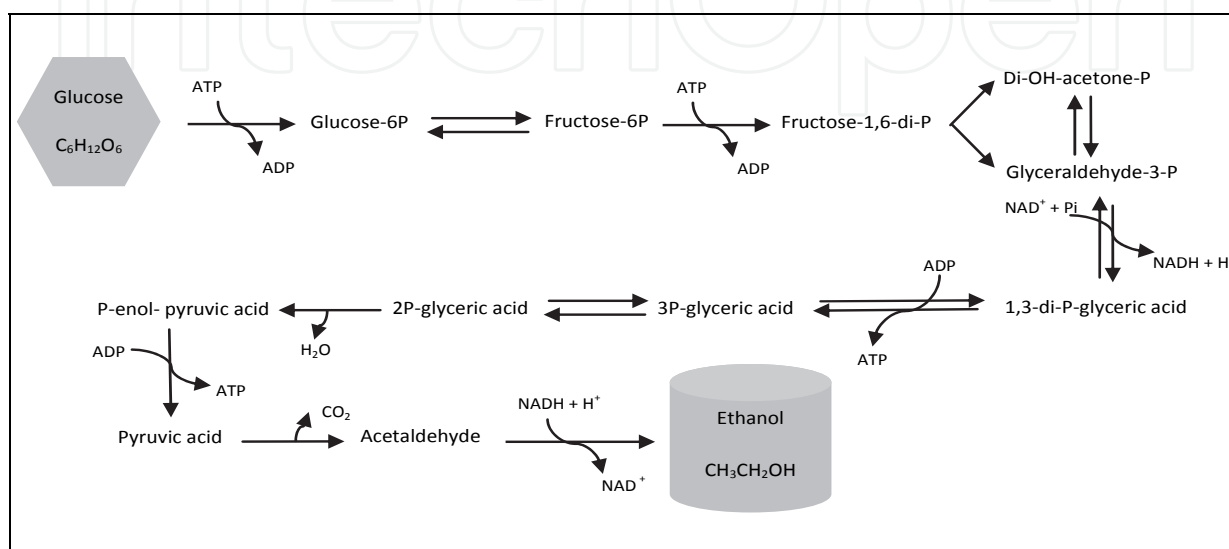 IntechOpen
Glucose
C₆H₁₂O₆
ATP
ADP
Glucose-6P
Fructose-6P
ATP
ADP
Fructose-1,6-di-P
Di-OH-acetone-P
Glyceraldehyde-3-P
NAD⁺ + Pi
NADH + H
1,3-di-P-glyceric acid
ADP
ATP
3P-glyceric acid
2P-glyceric acid
H₂O
P-enol- pyruvic acid
ADP
ATP
Pyruvic acid
CO₂
Acetaldehyde
NADH + H⁺
NAD⁺
Ethanol
CH₃CH₂OH